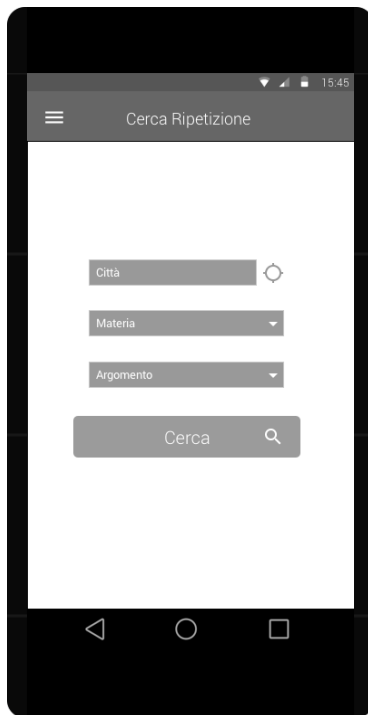 15:45
Cerca Ripetizione
Città
Materia
Argomento
Cerca